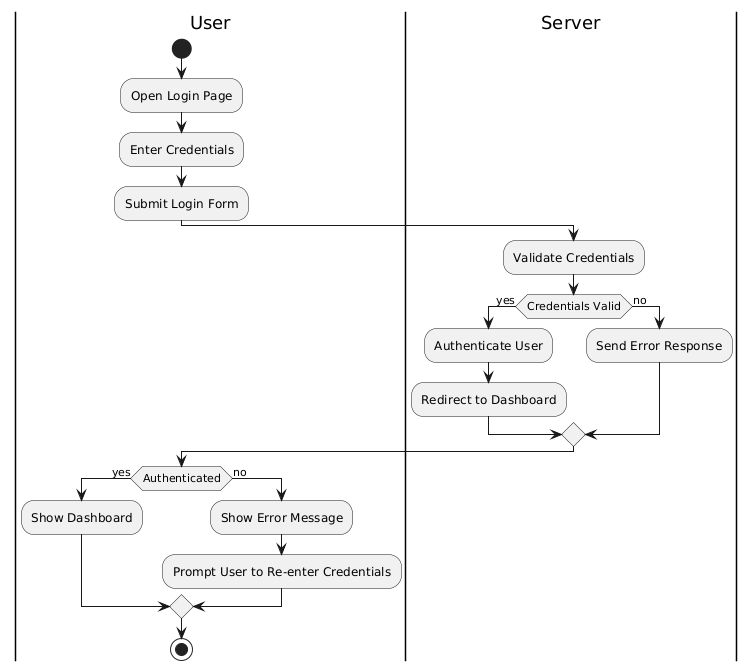 User
Server
Open Login Page
Enter Credentials
Submit Login Form
Validate Credentials
yes
Credentials Valid
no
Authenticate User
Send Error Response
Redirect to Dashboard
yes
Authenticated
no
Show Dashboard
Show Error Message
Prompt User to Re-enter Credentials